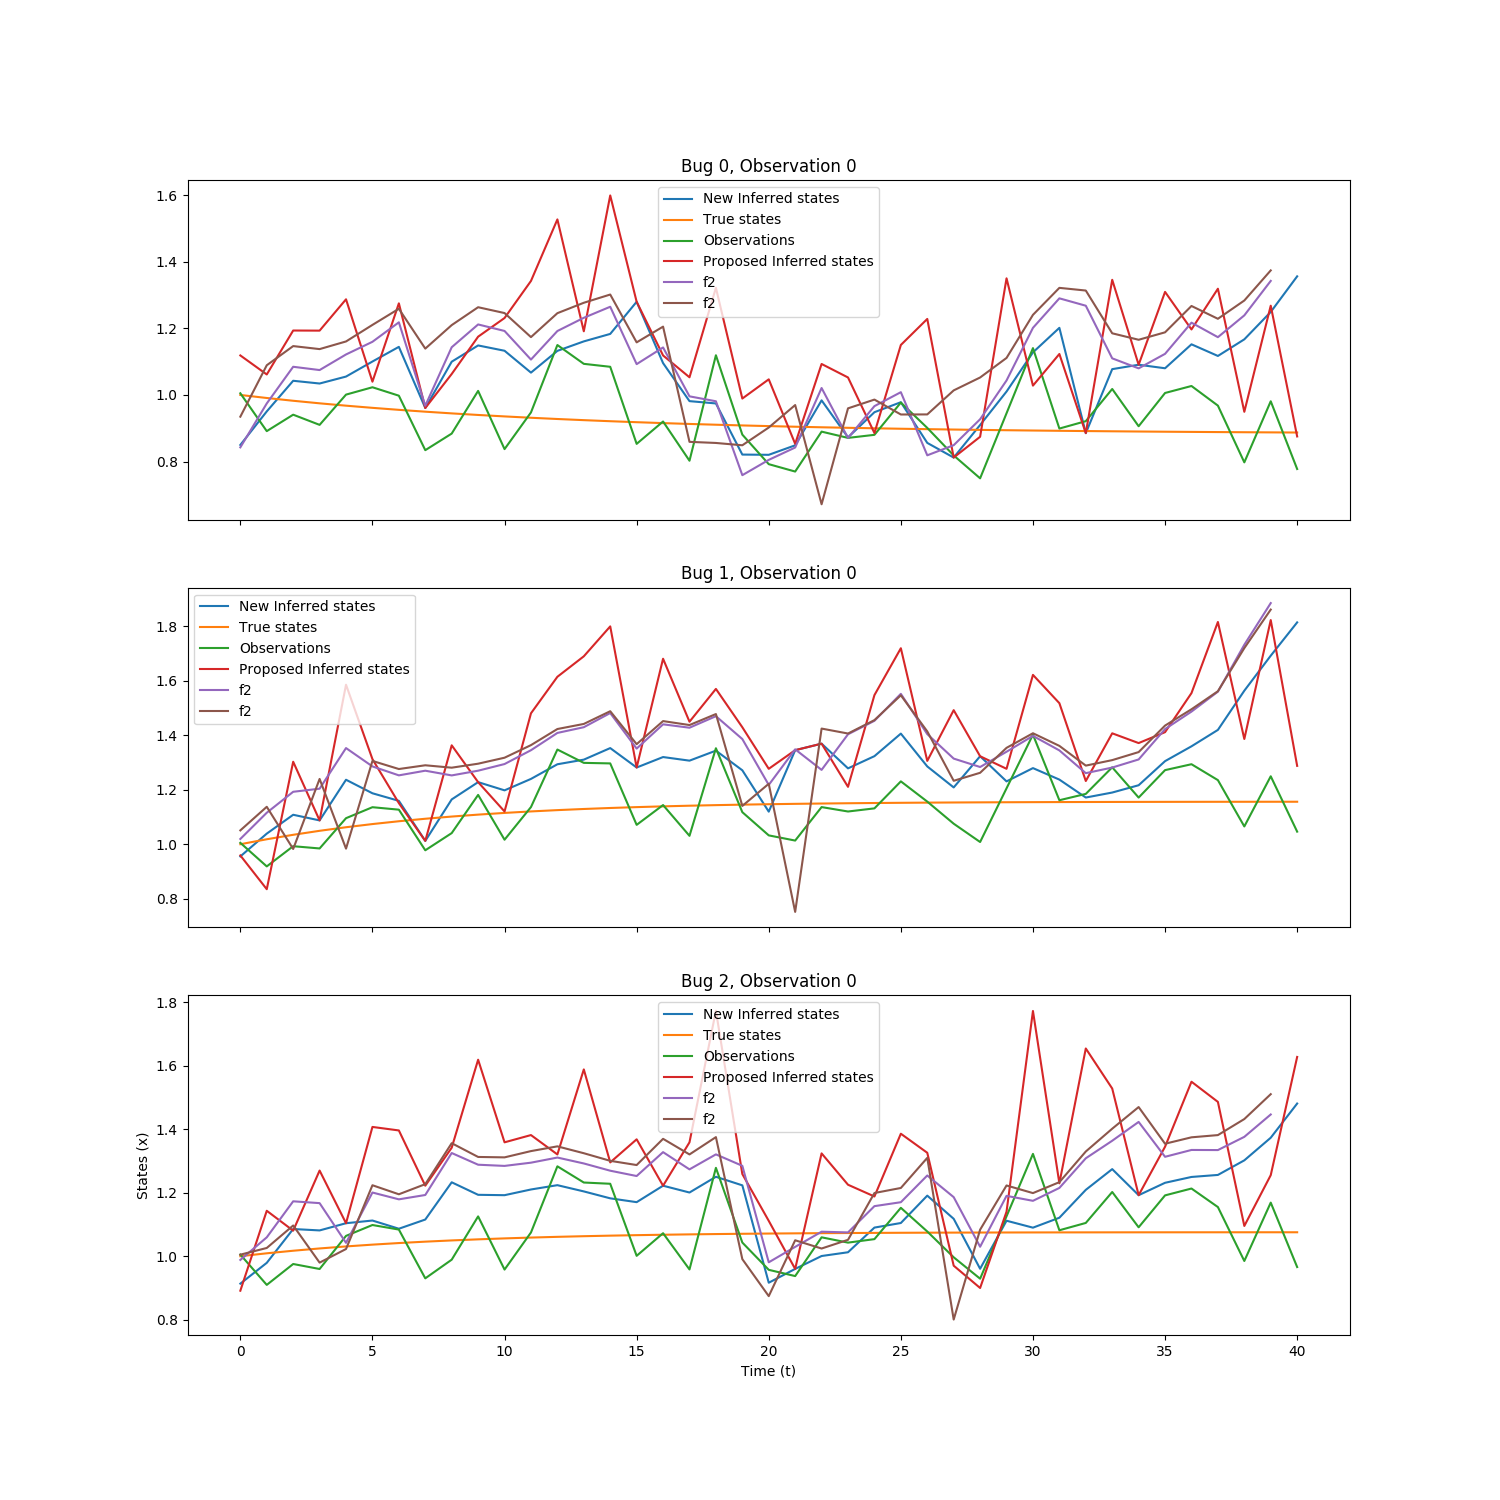 Bug 0, Observation 0
1.6
1.4
1.2
1.0
0.8
New Inferred states
True states
Observations
Proposed Inferred states
f2
f2
Bug 1, Observation 0
1.8
1.6
1.4
1.2
1.0
0.8
New Inferred states
True states
Observations
Proposed Inferred states
f2
f2
Bug 2, Observation 0
1.8
1.6
1.4
1.2
1.0
0.8
States (x)
New Inferred states
True states
Observations
Proposed Inferred states
f2
f2
0 5 10 15 20 25 30 35 40
Time (t)